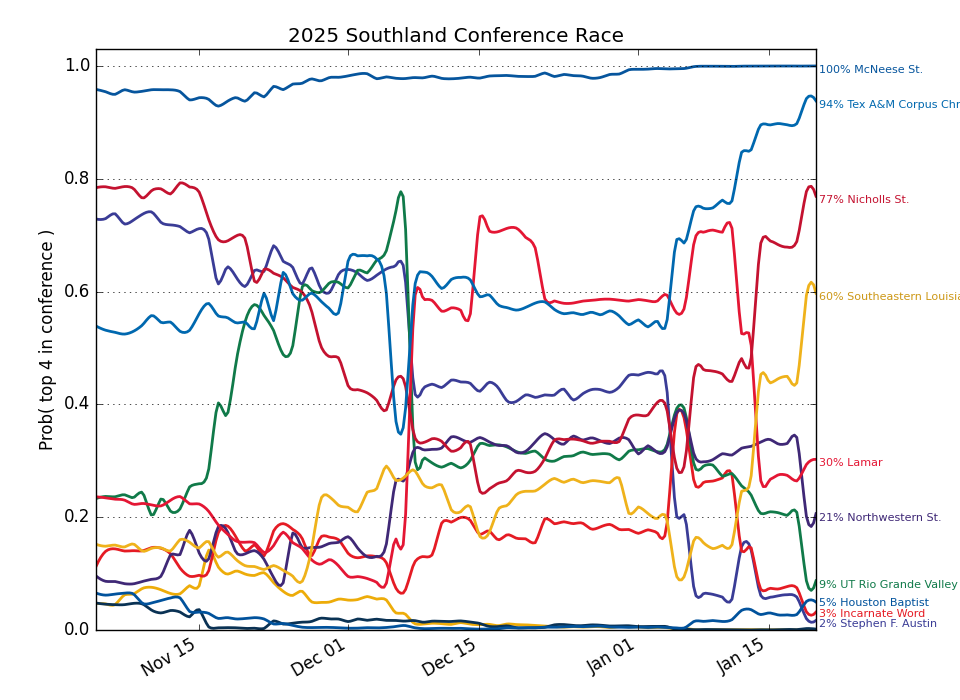 2025 Southland Conference Race
Prob( top 4 in conference )
1.0
0.8
0.6
0.4
0.2
0.0
Nov 15
Dec 01
Dec 15
Jan 01
Jan 15
100% McNeese St.
94% Tex A&M Corpus Chr
77% Nicholls St.
60% Southeastern Louisia
30% Lamar
21% Northwestern St.
9% UT Rio Grande Valley
5% Houston Baptist
3% Incarnate Word
2% Stephen F. Austin